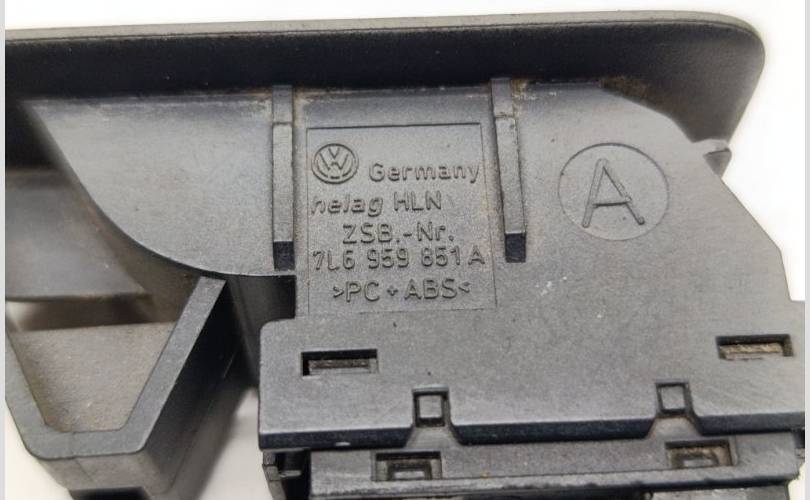 Germany
helag HLN
ZSB.-Nr.
7L6 959 851 A
>PC+ABS<
A